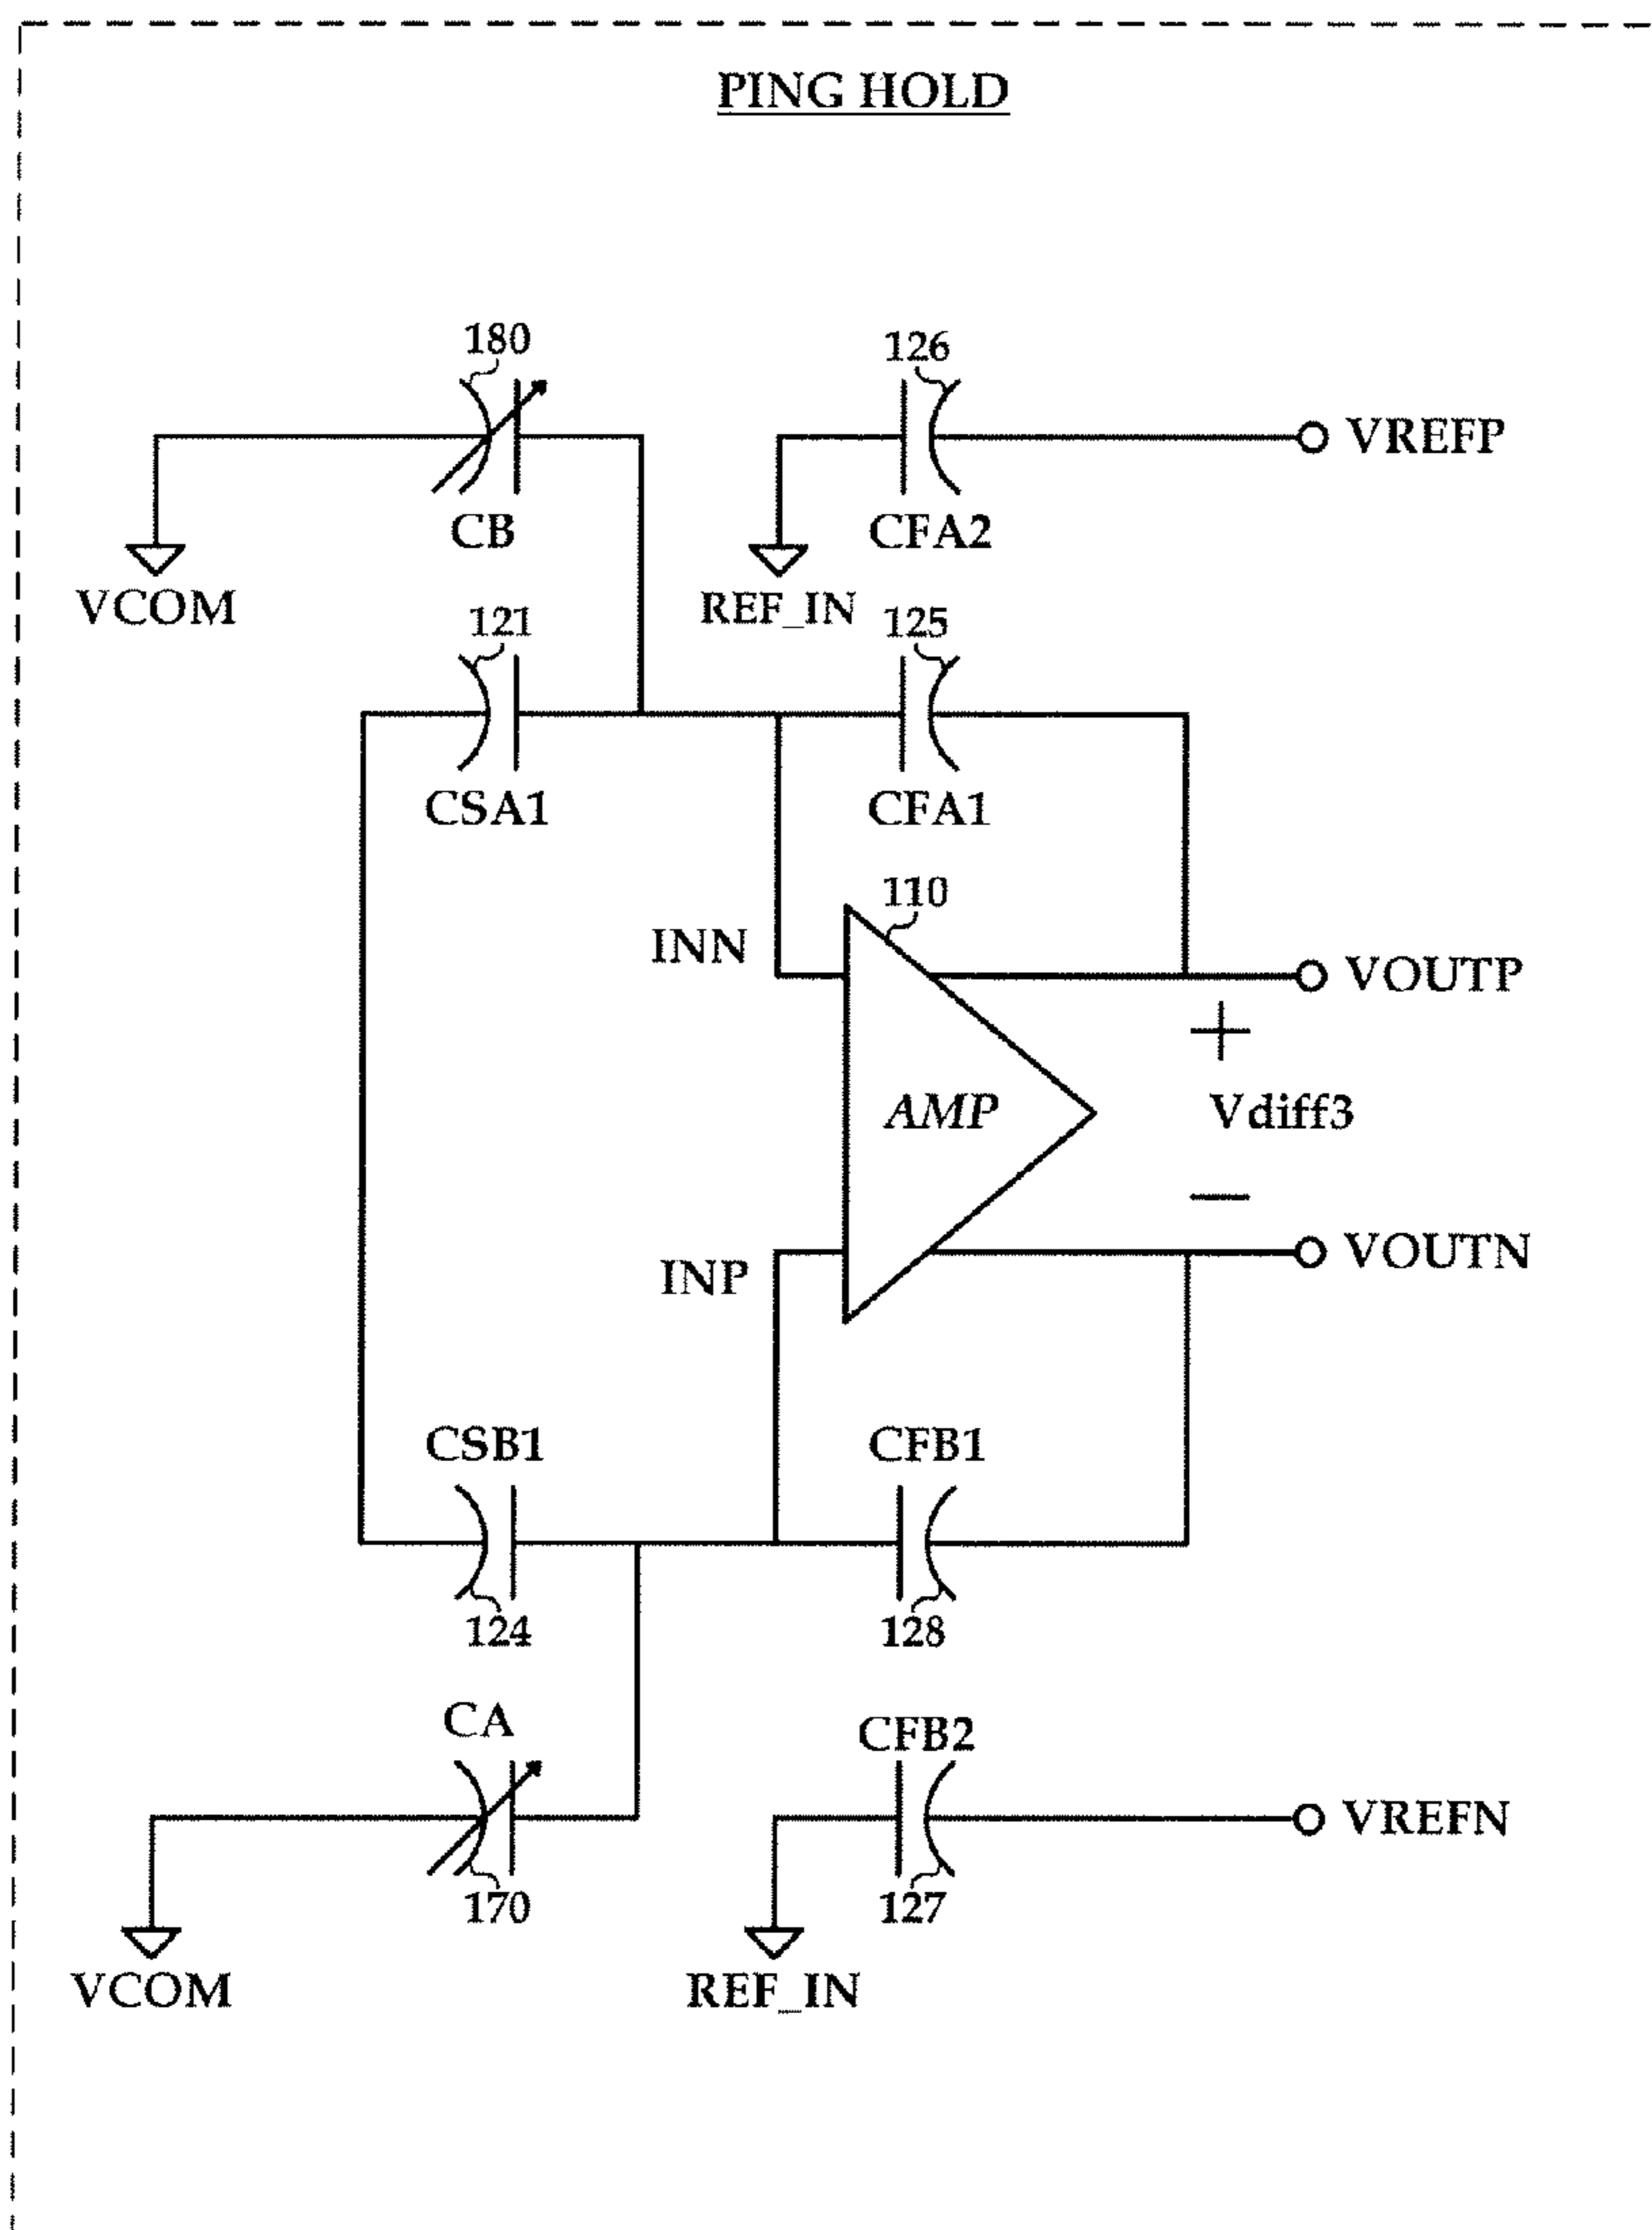 PING HOLD
180
126
VREFP
CB
CFA2
VCOM
REF_IN
121
125
CSA1
CFA1
110
INN
VOUTP
+
AMP
Vdiff3
INP
—
VOUTN
CSB1
CFB1
124
128
CA
CFB2
VREFN
170
127
VCOM
REF_IN